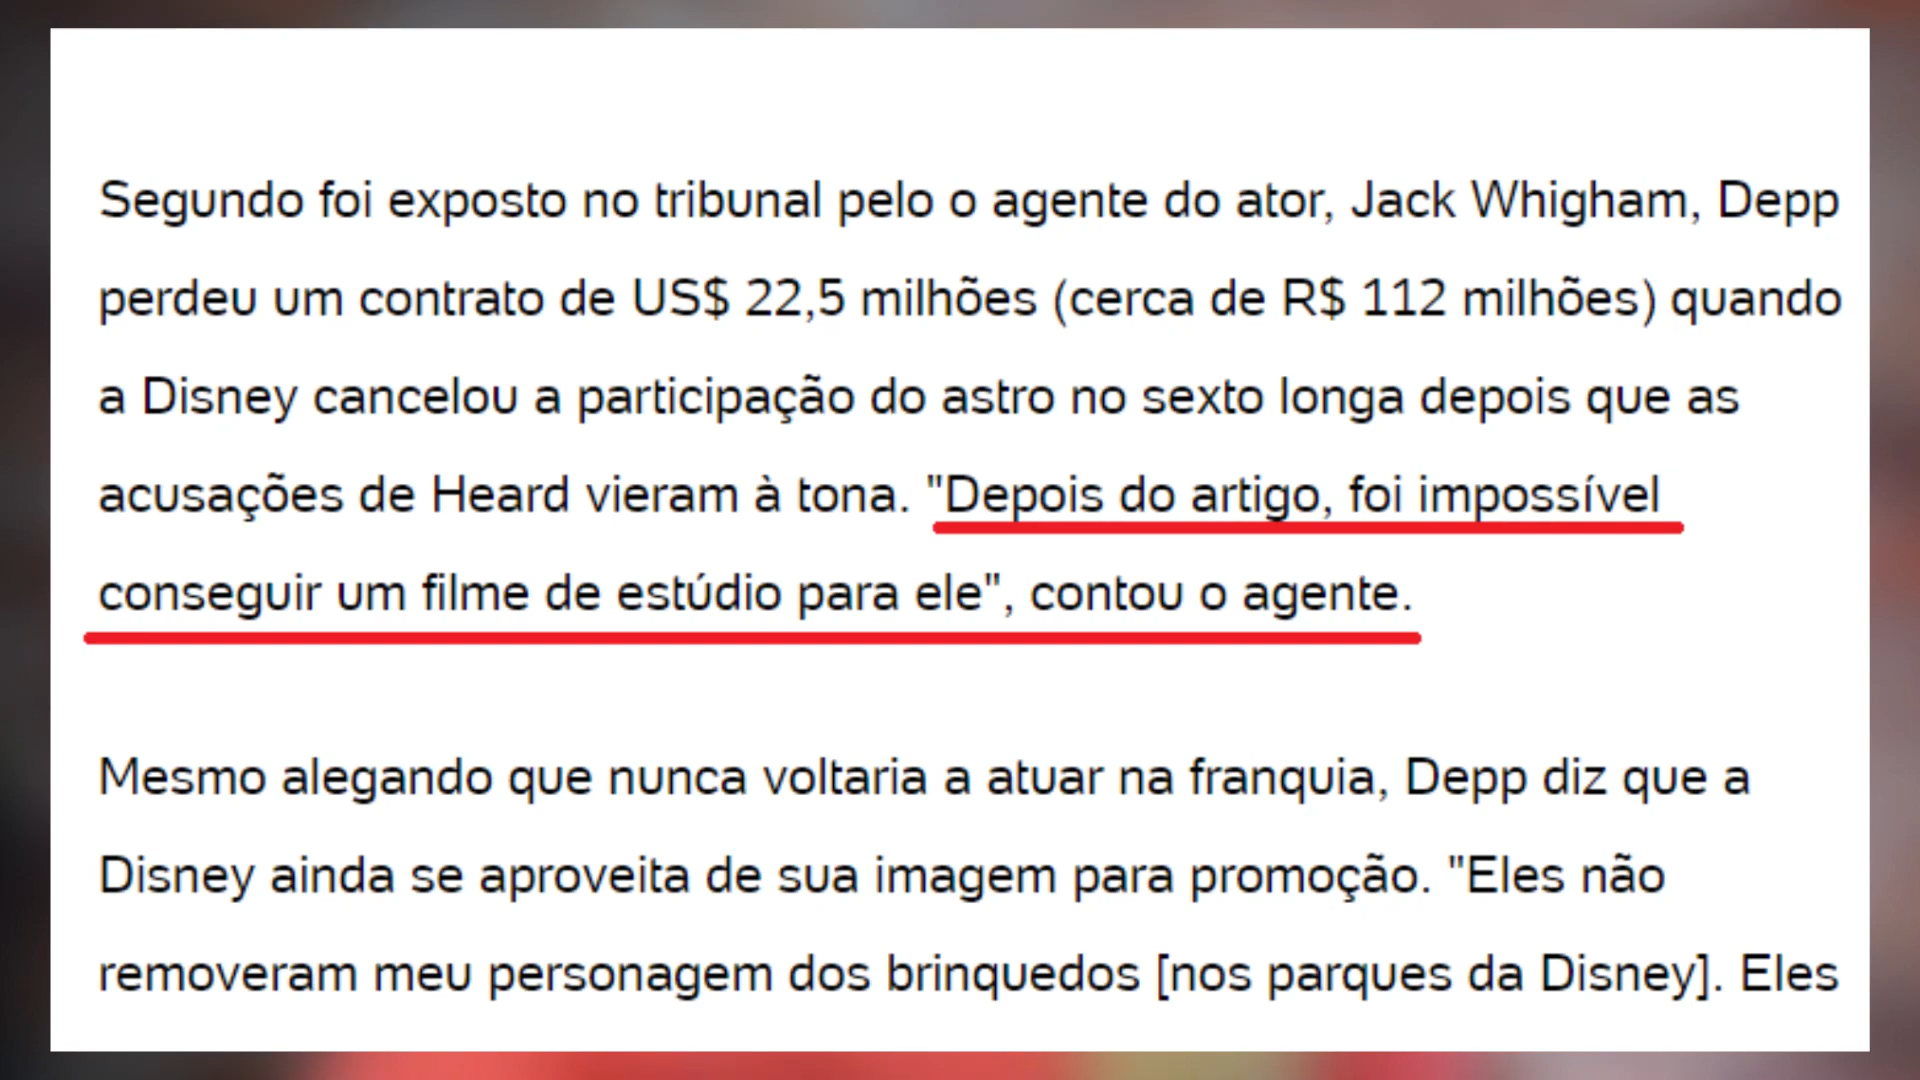 Segundo foi exposto no tribunal pelo o agente do ator, Jack Whigham, Depp
perdeu um contrato de US$ 22,5 milhões (cerca de R$ 112 milhões) quando
a Disney cancelou a participação do astro no sexto longa depois que as
acusações de Heard vieram à tona. "Depois do artigo, foi impossível
conseguir um filme de estúdio para ele", contou o agente.
Mesmo alegando que nunca voltaria a atuar na franquia, Depp diz que a
Disney ainda se aproveita de sua imagem para promoção. "Eles não
removeram meu personagem dos brinquedos [nos parques da Disney]. Eles